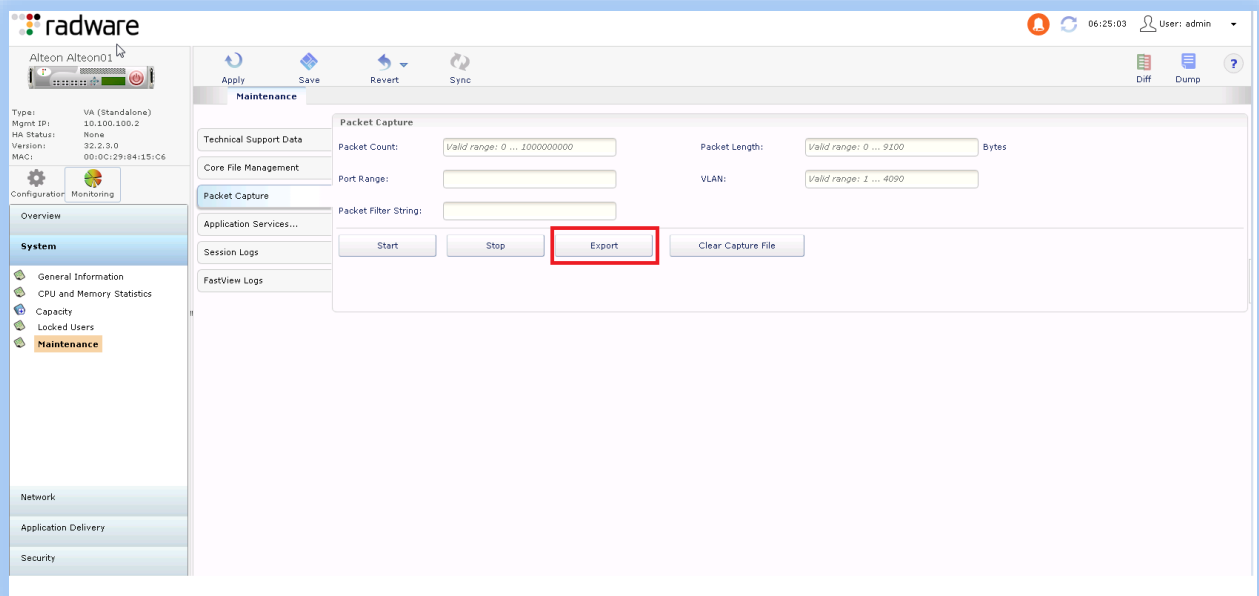 radware
06:25:03 User: admin
Alteon Alteon01
Type: VA (Standalone)
Mgmt IP: 10.100.100.2
HA Status: None
Version: 32.2.3.0
MAC: 00:0C:29:84:15:C6
Configuration Monitoring
Overview
System
General Information
CPU and Memory Statistics
Capacity
Locked Users
Maintenance
Network
Application Delivery
Security
Apply Save Revert Sync Diff Dump ?
Maintenance
Technical Support Data
Core File Management
Packet Capture
Application Services...
Session Logs
FastView Logs
Packet Capture
Packet Count: Valid range: 0 ... 1000000000 Packet Length: Valid range: 0 ... 9100 Bytes
Port Range: VLAN: Valid range: 1 ... 4090
Packet Filter String:
Start Stop Export Clear Capture File